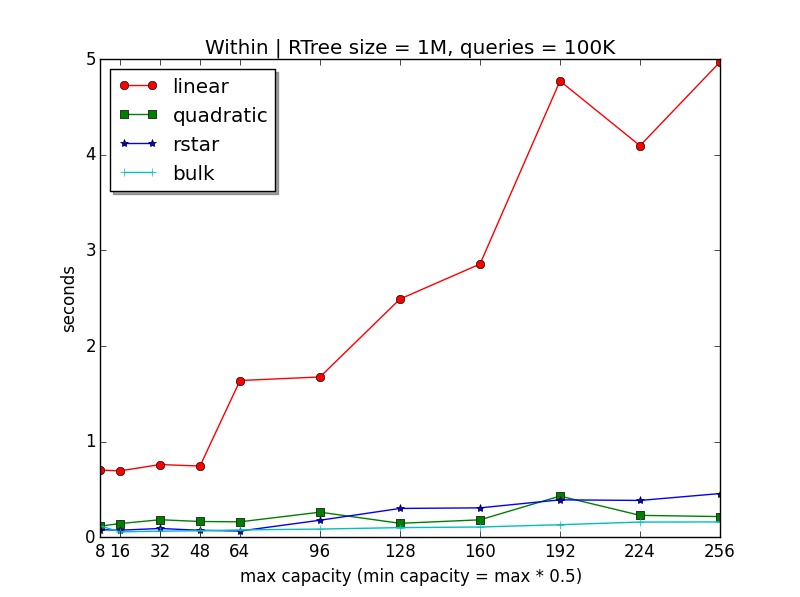 Within | RTree size = 1M, queries = 100K
linear
quadratic
rstar
bulk
seconds
5
4
3
2
1
0
8 16 32 48 64 96 128 160 192 224 256
max capacity (min capacity = max * 0.5)